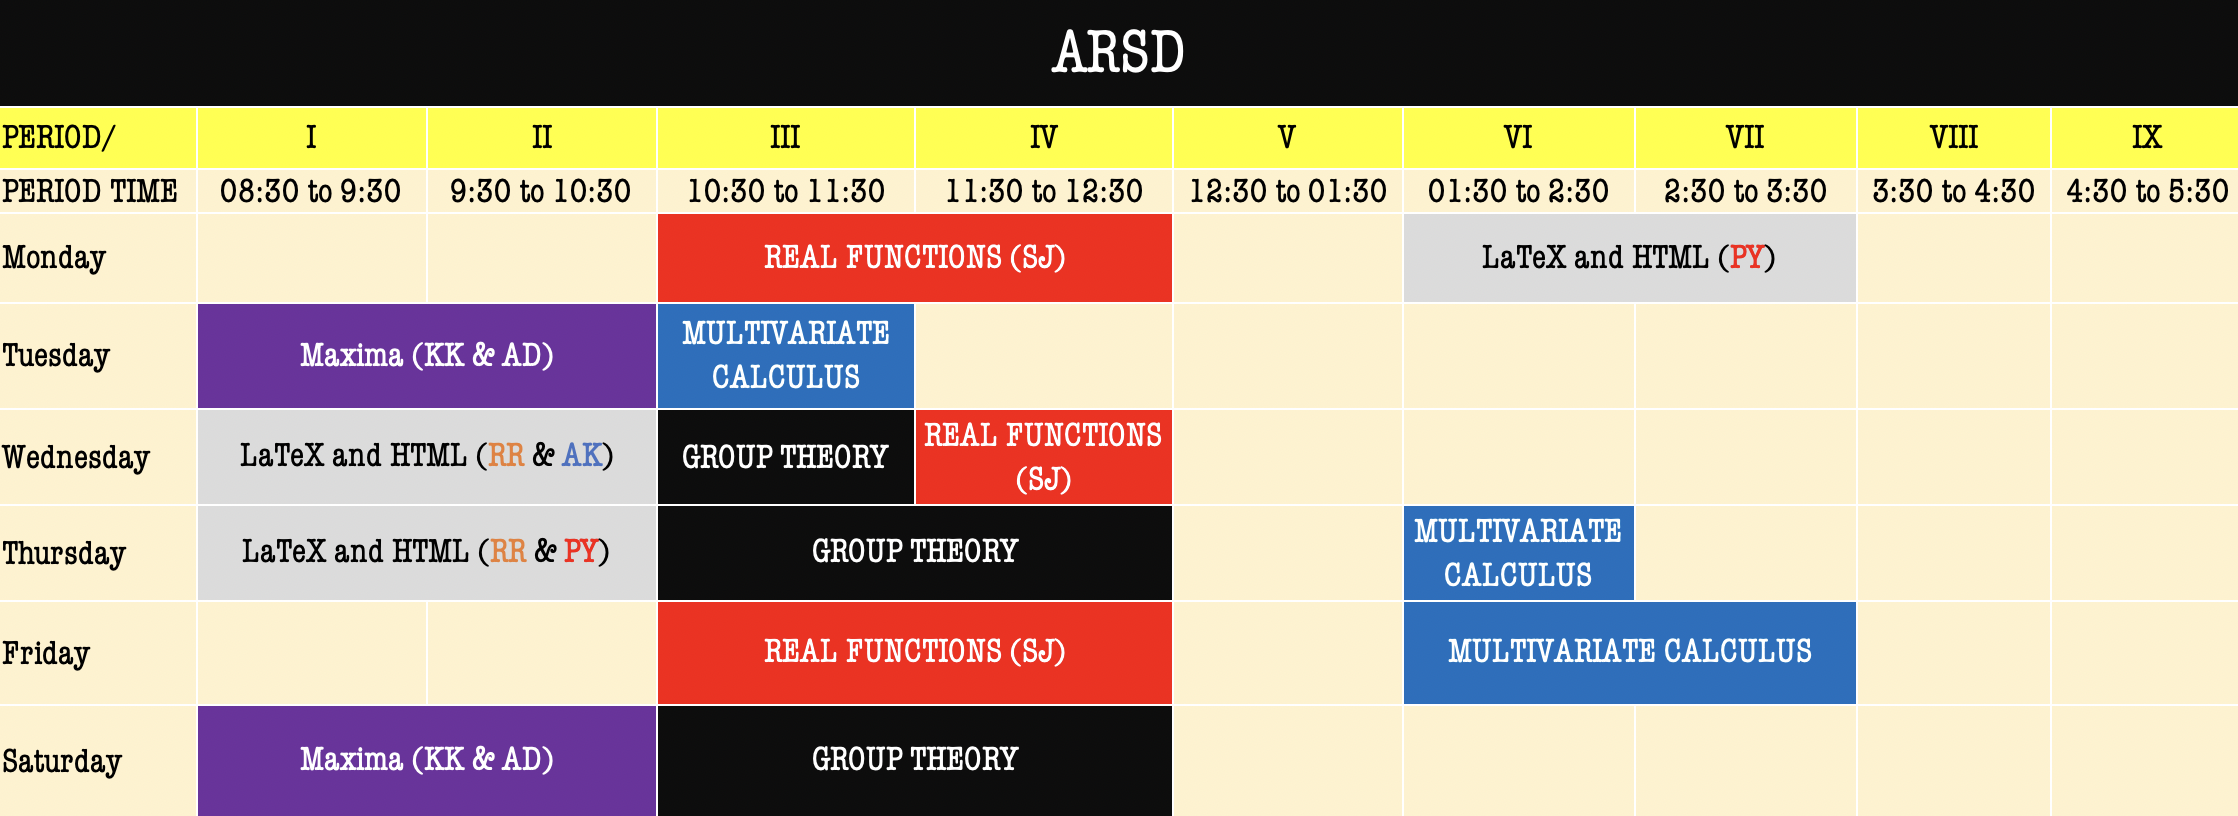 ARSD
PERIOD/ I II III IV V VI VII VIII IX
PERIOD TIME 08:30 to 9:30 9:30 to 10:30 10:30 to 11:30 11:30 to 12:30 12:30 to 01:30 01:30 to 2:30 2:30 to 3:30 3:30 to 4:30 4:30 to 5:30
Monday REAL FUNCTIONS (SJ) LaTeX and HTML (PY)
Tuesday Maxima (KK & AD) MULTIVARIATE
CALCULUS
Wednesday LaTeX and HTML (RR & AK) GROUP THEORY REAL FUNCTIONS
(SJ)
Thursday LaTeX and HTML (RR & PY) GROUP THEORY MULTIVARIATE
CALCULUS
Friday REAL FUNCTIONS (SJ) MULTIVARIATE CALCULUS
Saturday Maxima (KK & AD) GROUP THEORY